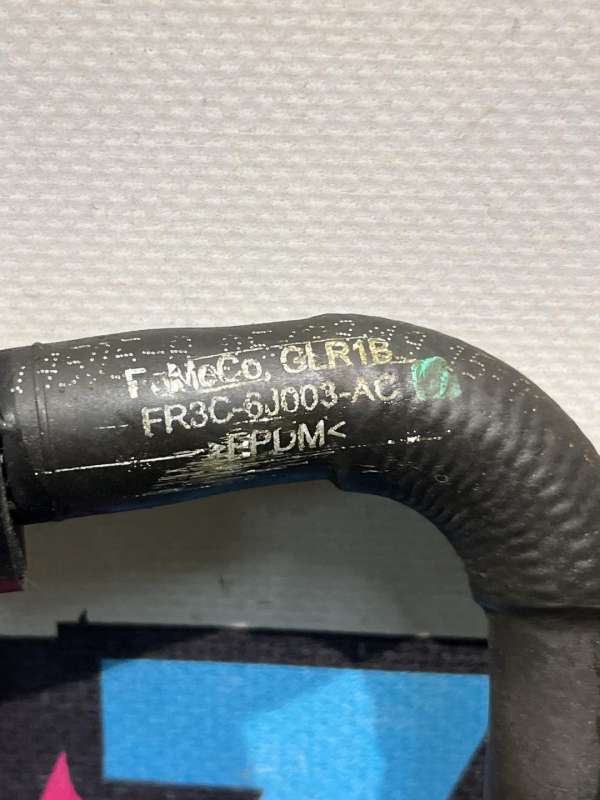 FoMoCo, GLR1B
FR3C-6J003-AC
>EPDM<